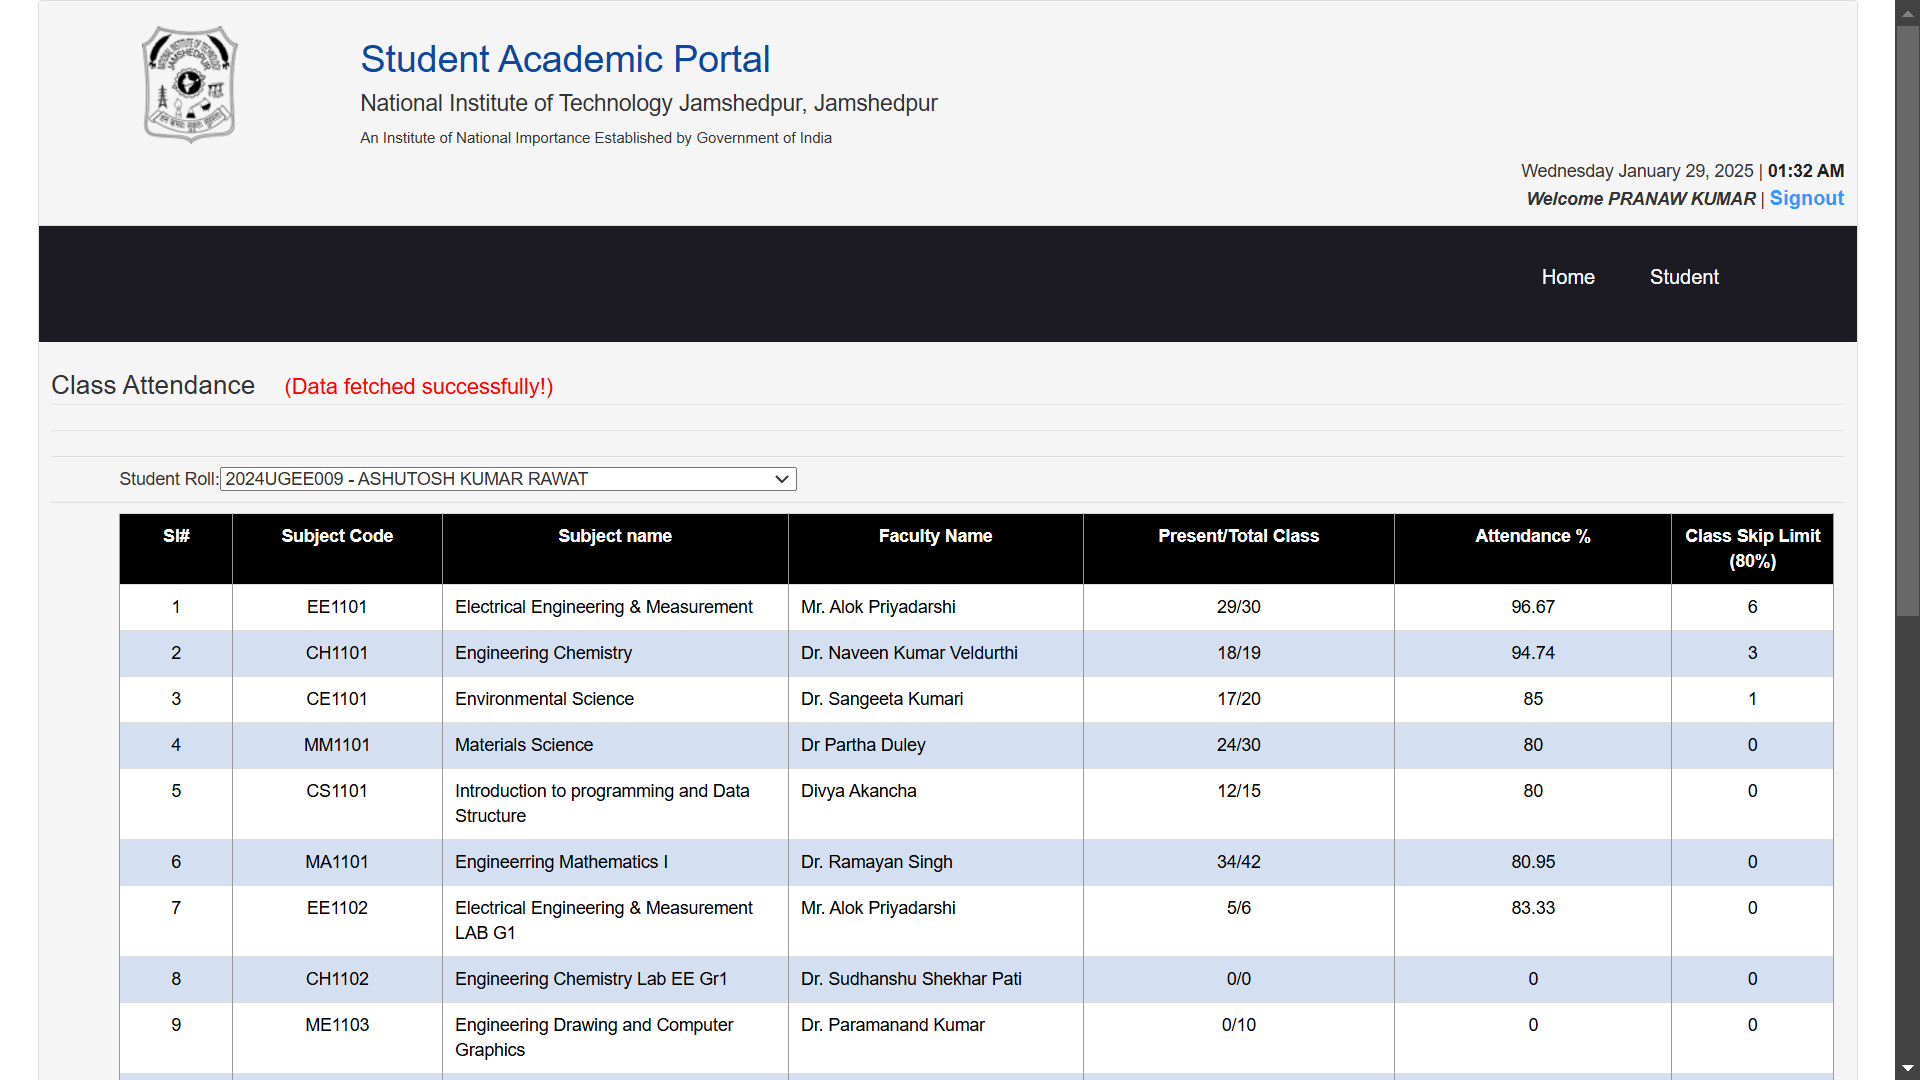 Student Academic Portal
National Institute of Technology Jamshedpur, Jamshedpur
An Institute of National Importance Established by Government of India
Wednesday January 29, 2025 | 01:32 AM
Welcome PRANAW KUMAR | Signout
Home Student
Class Attendance (Data fetched successfully!)
Student Roll: 2024UGEE009 - ASHUTOSH KUMAR RAWAT
Sl# Subject Code Subject name Faculty Name Present/Total Class Attendance % Class Skip Limit
(80%)
1 EE1101 Electrical Engineering & Measurement Mr. Alok Priyadarshi 29/30 96.67 6
2 CH1101 Engineering Chemistry Dr. Naveen Kumar Veldurthi 18/19 94.74 3
3 CE1101 Environmental Science Dr. Sangeeta Kumari 17/20 85 1
4 MM1101 Materials Science Dr Partha Duley 24/30 80 0
5 CS1101 Introduction to programming and Data Divya Akancha 12/15 80 0
Structure
6 MA1101 Engineerring Mathematics I Dr. Ramayan Singh 34/42 80.95 0
7 EE1102 Electrical Engineering & Measurement Mr. Alok Priyadarshi 5/6 83.33 0
LAB G1
8 CH1102 Engineering Chemistry Lab EE Gr1 Dr. Sudhanshu Shekhar Pati 0/0 0 0
9 ME1103 Engineering Drawing and Computer Dr. Paramanand Kumar 0/10 0 0
Graphics